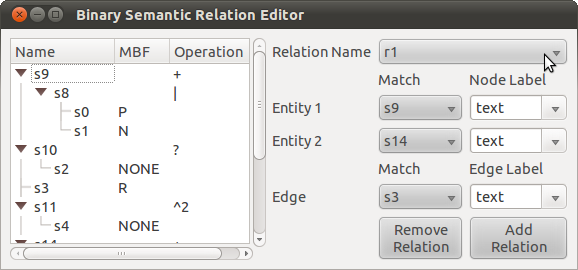 Binary Semantic Relation Editor
Name MBF Operation
s9 +
s8 |
s0 P
s1 N
s10 ?
s2 NONE
s3 R
s11 ^2
s4 NONE
Relation Name r1
Match Node Label
Entity 1 s9 text
Entity 2 s14 text
Match Edge Label
Edge s3 text
Remove Relation
Add Relation